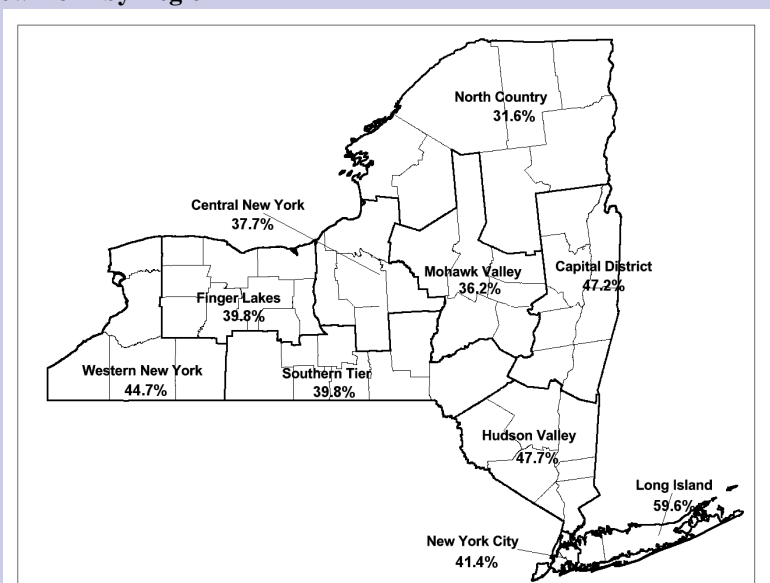 North Country
31.6%
Central New York
37.7%
Mohawk Valley
36.2%
Capital District
47.2%
Finger Lakes
39.8%
Western New York
44.7%
Southern Tier
39.8%
Hudson Valley
47.7%
Long Island
59.6%
New York City
41.4%